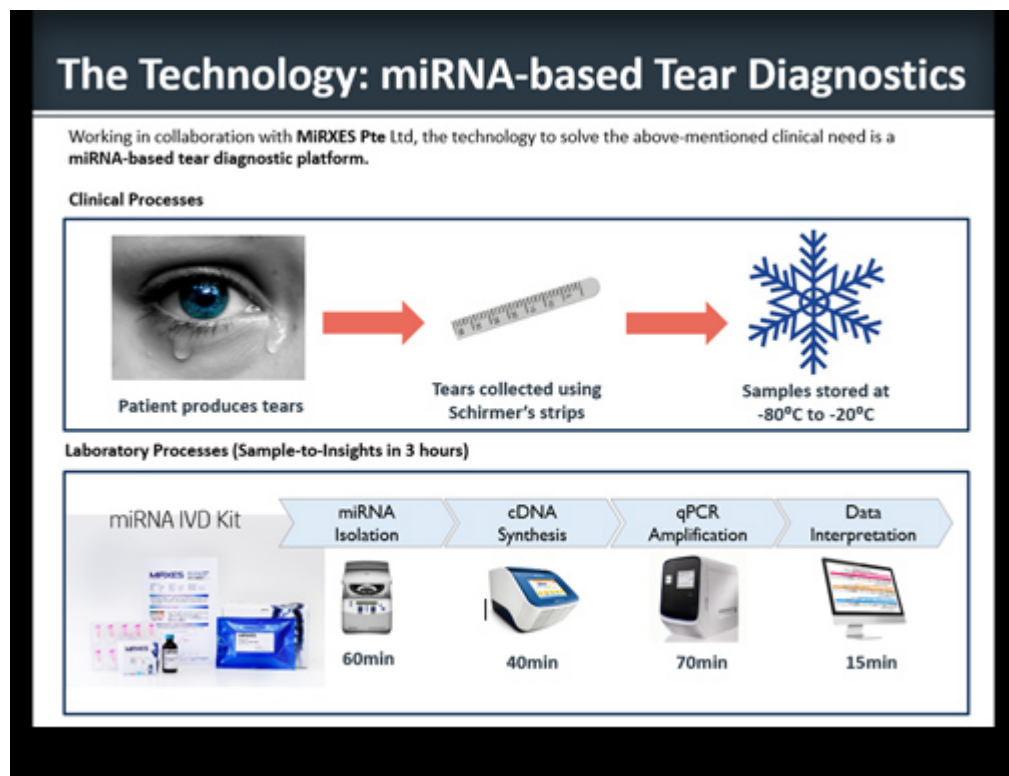 The Technology: miRNA-based Tear Diagnostics
Working in collaboration with MiRXES Pte Ltd, the technology to solve the above-mentioned clinical need is a
miRNA-based tear diagnostic platform.
Clinical Processes
Patient produces tears
Tears collected using
Schirmer's strips
Samples stored at
-80⁰C to -20⁰C
Laboratory Processes (Sample-to-Insights in 3 hours)
miRNA IVD Kit
MiRXES
miRNA
Isolation
cDNA
Synthesis
qPCR
Amplification
Data
Interpretation
60min
40min
70min
15min